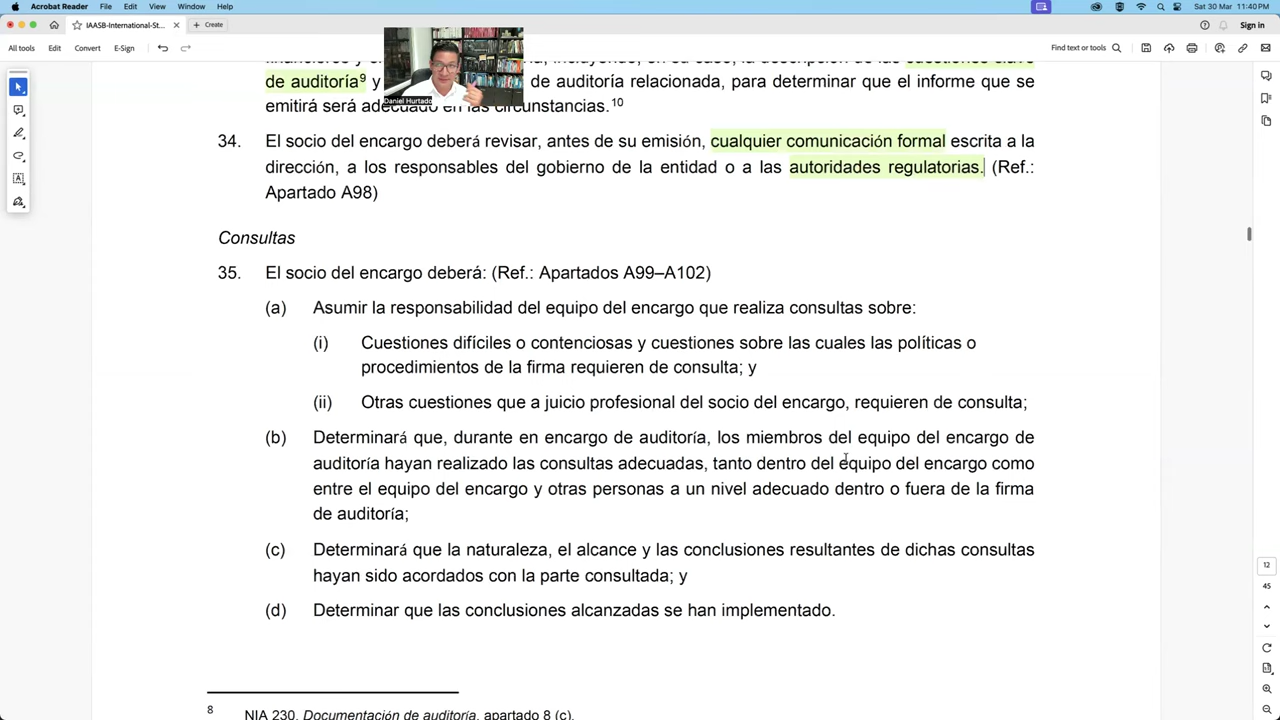 Acrobat Reader File Edit View Window Help Sat 30 Mar 11:40PM
IAASB-International-St... Create Sign in
All tools Edit Convert E-Sign Find text or tools
de auditoría⁹ y de auditoría relacionada, para determinar que el informe que se
emitirá será adecuado en las circunstancias.¹⁰
Daniel Hurtado
34. El socio del encargo deberá revisar, antes de su emisión, cualquier comunicación formal escrita a la
dirección, a los responsables del gobierno de la entidad o a las autoridades regulatorias. (Ref.:
Apartado A98)
Consultas
35. El socio del encargo deberá: (Ref.: Apartados A99–A102)
(a) Asumir la responsabilidad del equipo del encargo que realiza consultas sobre:
(i) Cuestiones difíciles o contenciosas y cuestiones sobre las cuales las políticas o
procedimientos de la firma requieren de consulta; y
(ii) Otras cuestiones que a juicio profesional del socio del encargo, requieren de consulta;
(b) Determinará que, durante en encargo de auditoría, los miembros del equipo del encargo de
auditoría hayan realizado las consultas adecuadas, tanto dentro del equipo del encargo como
entre el equipo del encargo y otras personas a un nivel adecuado dentro o fuera de la firma
de auditoría;
(c) Determinará que la naturaleza, el alcance y las conclusiones resultantes de dichas consultas
hayan sido acordados con la parte consultada; y
(d) Determinar que las conclusiones alcanzadas se han implementado.
12
45
8 NIA 230, Documentación de auditoría, apartado 8 (c).